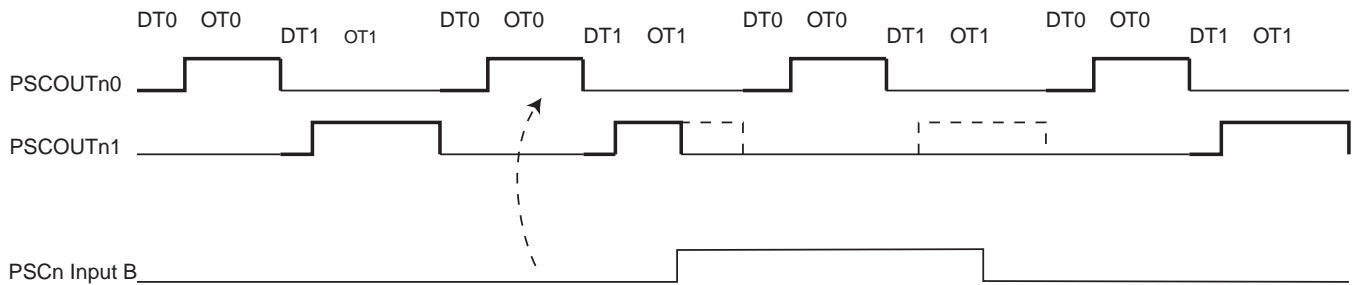 DT0 OT0 DT0 OT0 DT0 OT0 DT0 OT0
DT1 OT1 DT1 OT1 DT1 OT1 DT1 OT1
PSCOUTn0
PSCOUTn1
PSCn Input B